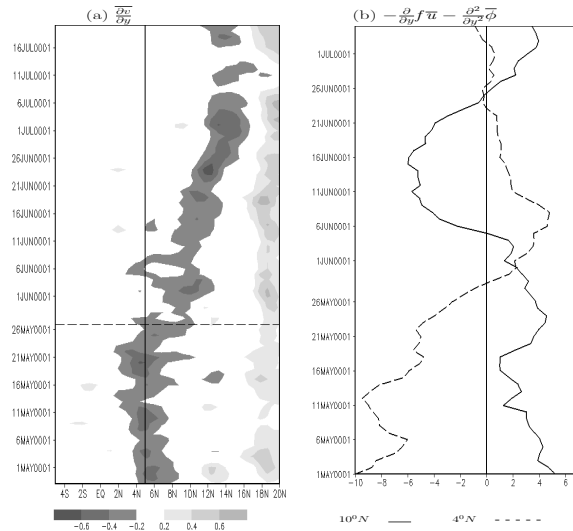 (a) ∂v̅/∂y
16JUL0001
11JUL0001
6JUL0001
1JUL0001
26JUN0001
21JUN0001
16JUN0001
11JUN0001
6JUN0001
1JUN0001
26MAY0001
21MAY0001
16MAY0001
11MAY0001
6MAY0001
1MAY0001
4S 2S EQ 2N 4N 6N 8N 10N 12N 14N 16N 18N 20N
-0.6 -0.4 -0.2 0.2 0.4 0.6
(b) −∂/∂y f u̅ − ∂²/∂y² ϕ̅
1JUL0001
26JUN0001
21JUN0001
16JUN0001
11JUN0001
6JUN0001
1JUN0001
26MAY0001
21MAY0001
16MAY0001
11MAY0001
6MAY0001
1MAY0001
-10 -8 -6 -4 -2 0 2 4 6
10°N 4°N